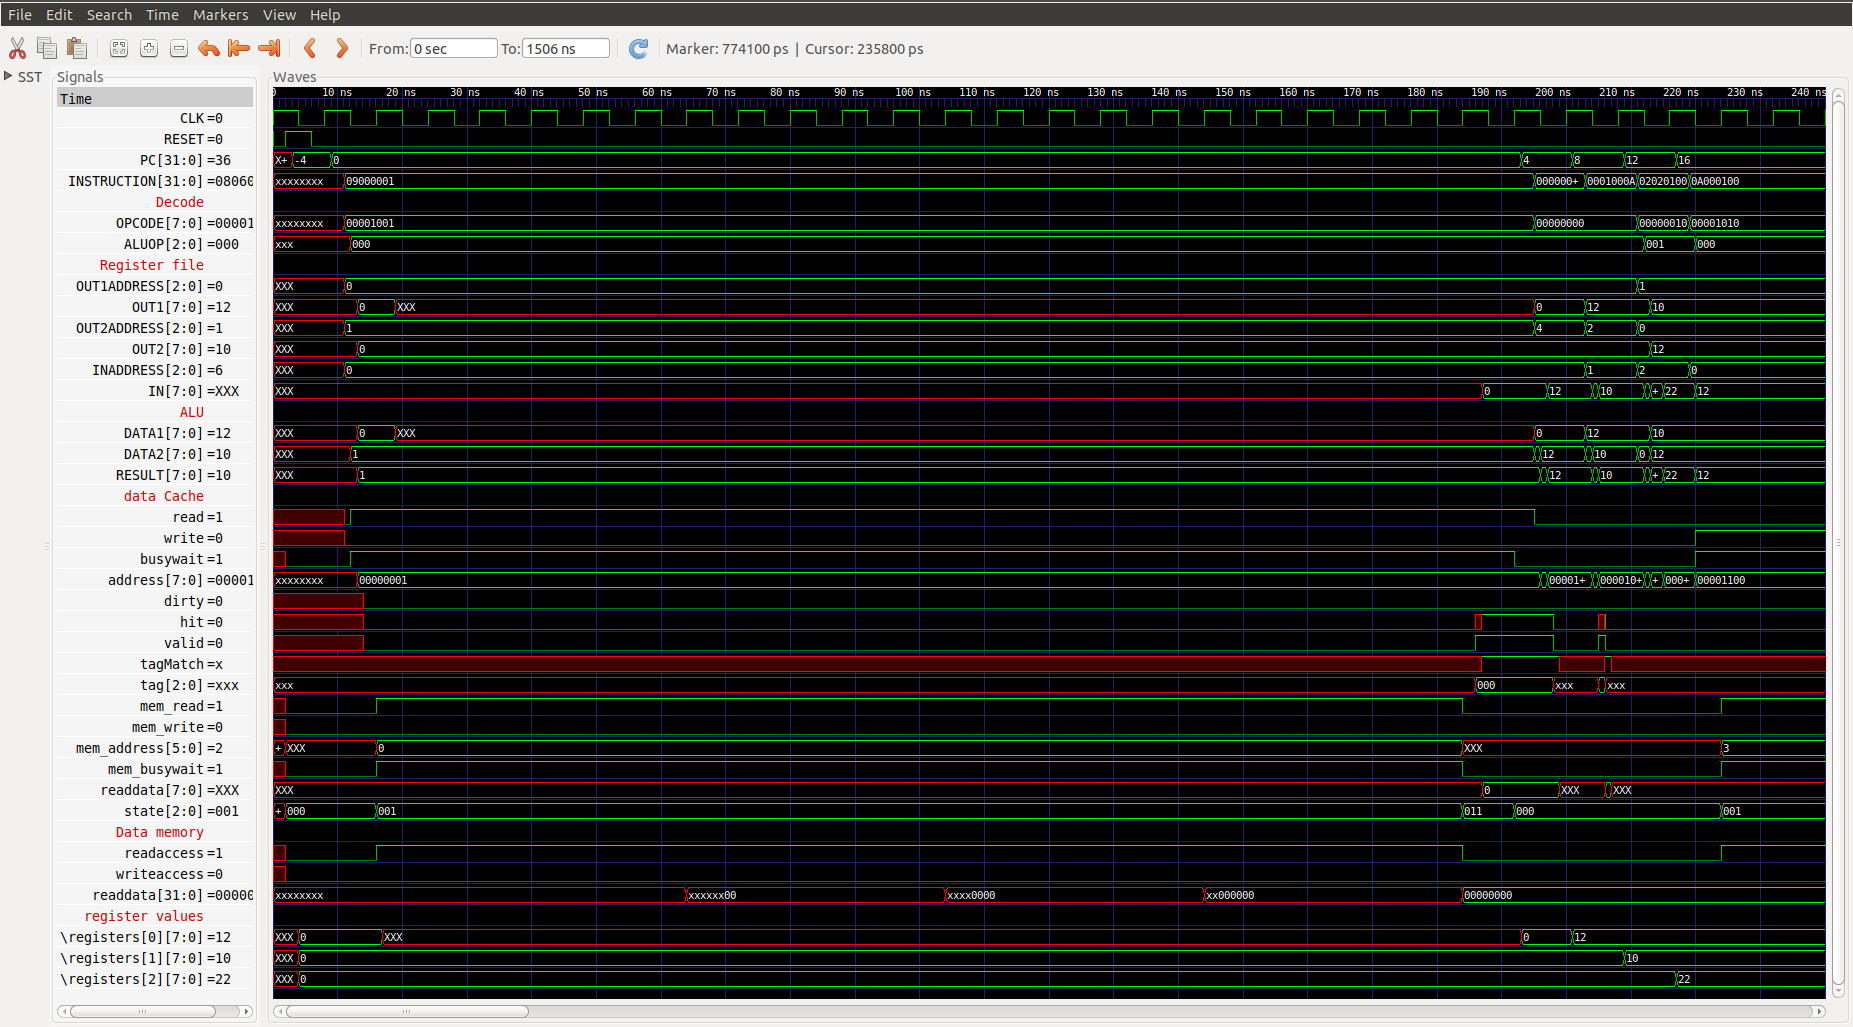 File Edit Search Time Markers View Help
From: 0 sec To: 1506 ns Marker: 774100 ps | Cursor: 235800 ps
SST Signals Waves
Time 0 10 ns 20 ns 30 ns 40 ns 50 ns 60 ns 70 ns 80 ns 90 ns 100 ns 110 ns 120 ns 130 ns 140 ns 150 ns 160 ns 170 ns 180 ns 190 ns 200 ns 210 ns 220 ns 230 ns 240 ns
CLK =0
RESET =0
PC[31:0] =36 X+ -4 0 4 8 12 16
INSTRUCTION[31:0] =08060 xxxxxxxx 09000001 000000+ 0001000A 02020100 0A000100
Decode
OPCODE[7:0] =00001 xxxxxxxx 00001001 00000000 00000010 00001010
ALUOP[2:0] =000 xxx 000 001 000
Register file
OUT1ADDRESS[2:0] =0 XXX 0 1
OUT1[7:0] =12 XXX 0 XXX 0 12 10
OUT2ADDRESS[2:0] =1 XXX 1 4 2 0
OUT2[7:0] =10 XXX 0 12
INADDRESS[2:0] =6 XXX 0 1 2 0
IN[7:0] =XXX XXX 0 12 10 + 22 12
ALU
DATA1[7:0] =12 XXX 0 XXX 0 12 10
DATA2[7:0] =10 XXX 1 12 10 0 12
RESULT[7:0] =10 XXX 1 12 10 + 22 12
data Cache
read =1
write =0
busywait =1
address[7:0] =00001 xxxxxxxx 00000001 00001+ 000010+ + 000+ 00001100
dirty =0
hit =0
valid =0
tagMatch =x
tag[2:0] =xxx xxx 000 xxx xxx
mem_read =1
mem_write =0
mem_address[5:0] =2 + XXX 0 XXX 3
mem_busywait =1
readdata[7:0] =XXX XXX 0 XXX XXX
state[2:0] =001 + 000 001 011 000 001
Data memory
readaccess =1
writeaccess =0
readdata[31:0] =00000 xxxxxxxx xxxxxx00 xxxx0000 xx000000 00000000
register values
\registers[0][7:0] =12 XXX 0 XXX 0 12
\registers[1][7:0] =10 XXX 0 10
\registers[2][7:0] =22 XXX 0 22